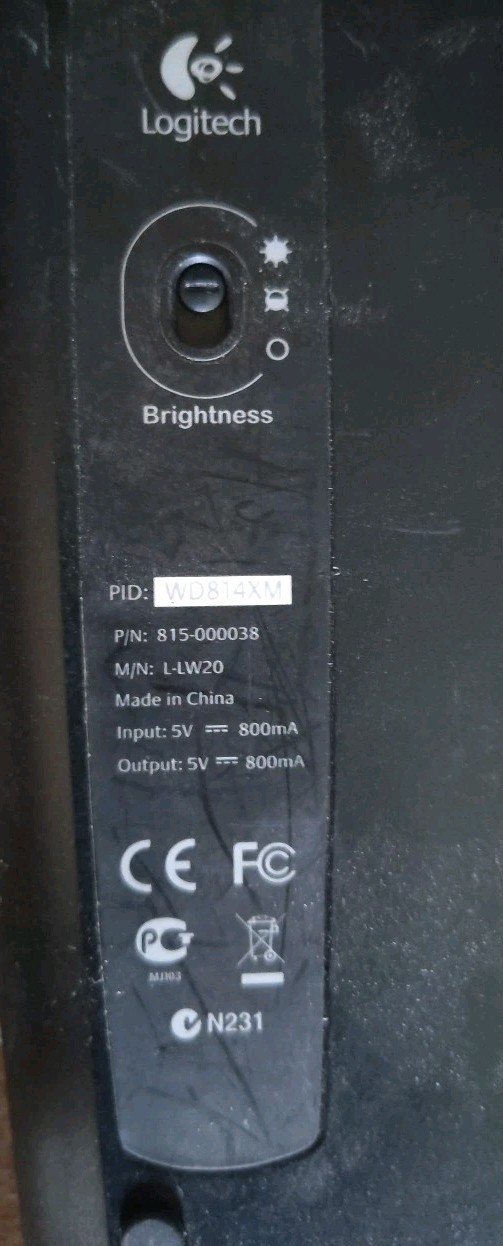 Logitech
Brightness
PID: WD814XM
P/N: 815-000038
M/N: L-LW20
Made in China
Input: 5V ⎓ 800mA
Output: 5V ⎓ 800mA
CE FC
PCT
N231